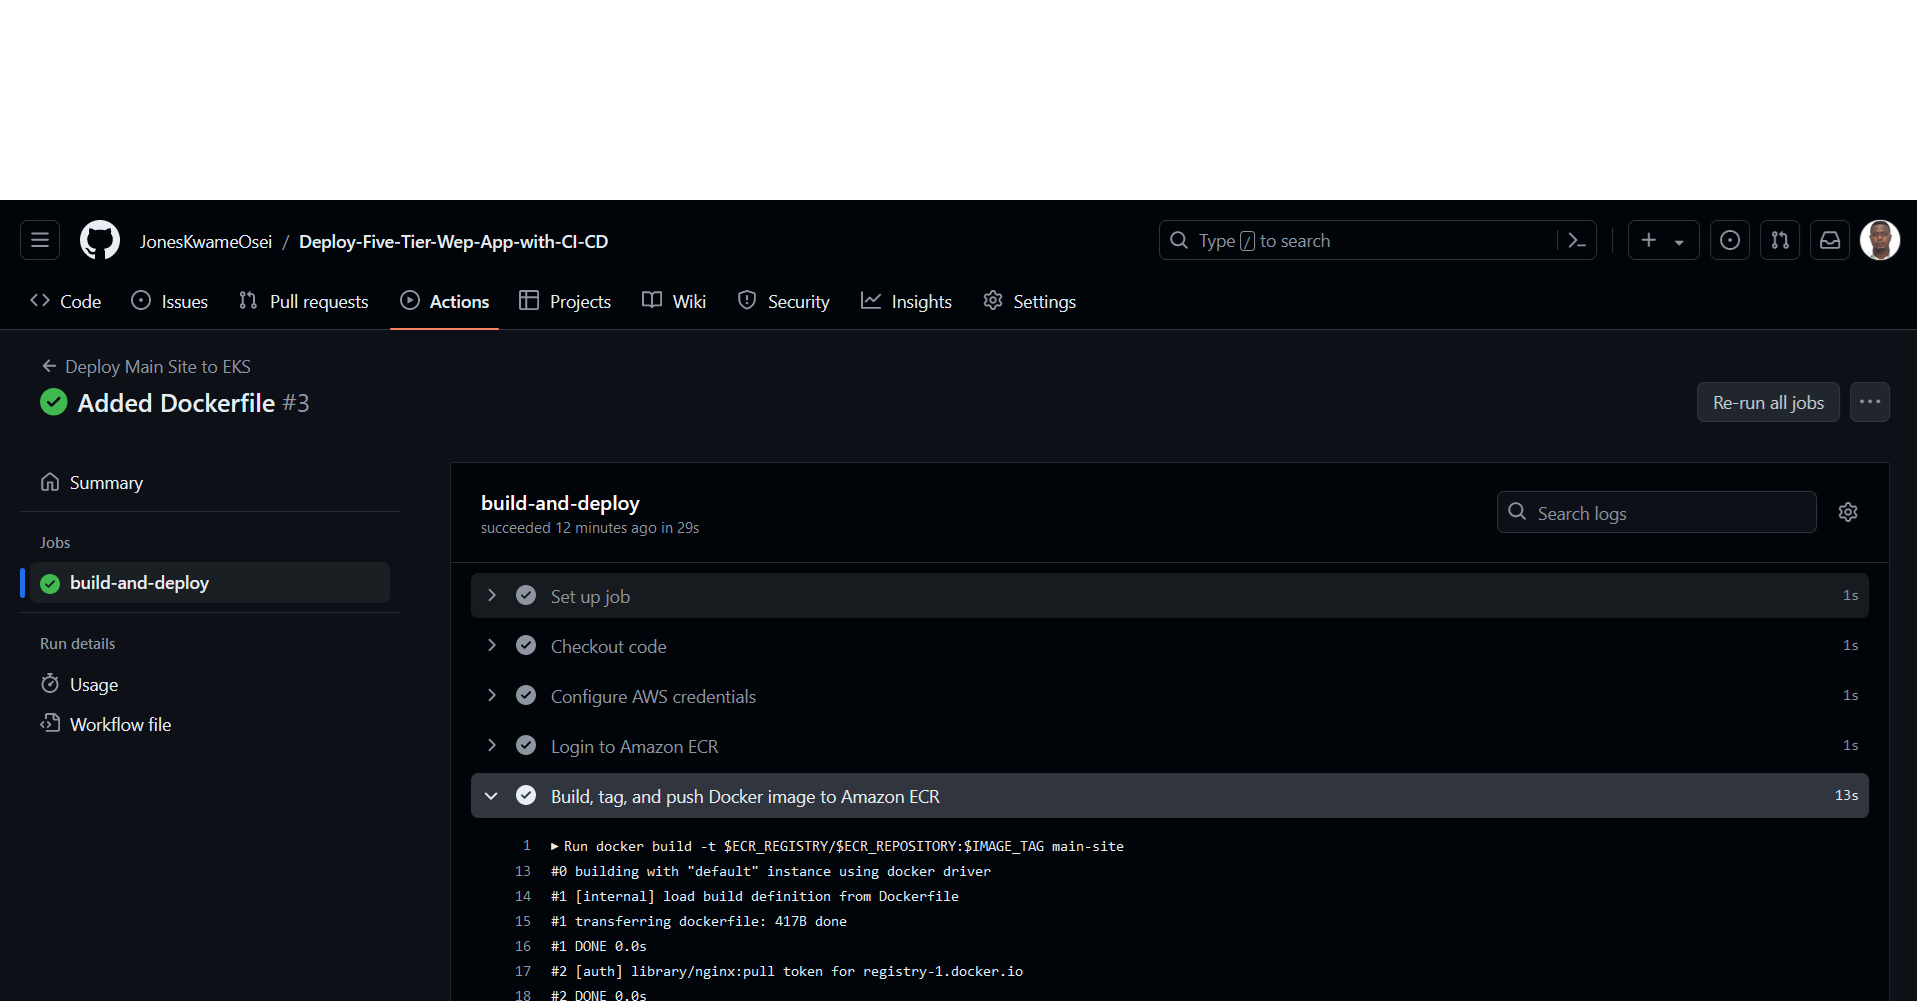 JonesKwameOsei / Deploy-Five-Tier-Wep-App-with-CI-CD
Type / to search
Code Issues Pull requests Actions Projects Wiki Security Insights Settings
Deploy Main Site to EKS
Added Dockerfile #3
Re-run all jobs
Summary
Jobs
build-and-deploy
Run details
Usage
Workflow file
build-and-deploy
succeeded 12 minutes ago in 29s
Search logs
Set up job 1s
Checkout code 1s
Configure AWS credentials 1s
Login to Amazon ECR 1s
Build, tag, and push Docker image to Amazon ECR 13s
1 Run docker build -t $ECR_REGISTRY/$ECR_REPOSITORY:$IMAGE_TAG main-site
13 #0 building with "default" instance using docker driver
14 #1 [internal] load build definition from Dockerfile
15 #1 transferring dockerfile: 417B done
16 #1 DONE 0.0s
17 #2 [auth] library/nginx:pull token for registry-1.docker.io
18 #2 DONE 0.0s